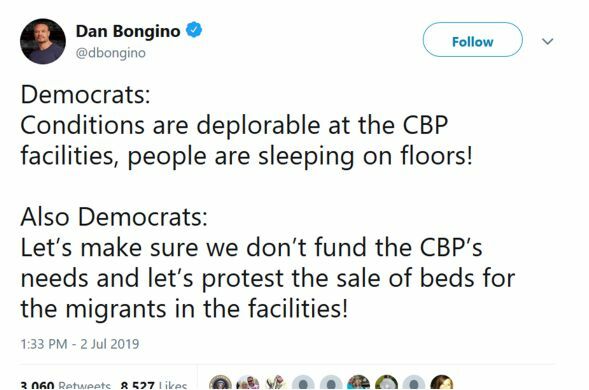 Dan Bongino
@dbongino
Follow
Democrats:
Conditions are deplorable at the CBP
facilities, people are sleeping on floors!
Also Democrats:
Let's make sure we don't fund the CBP's
needs and let's protest the sale of beds for
the migrants in the facilities!
1:33 PM - 2 Jul 2019
3,060 Retweets 8,527 Likes